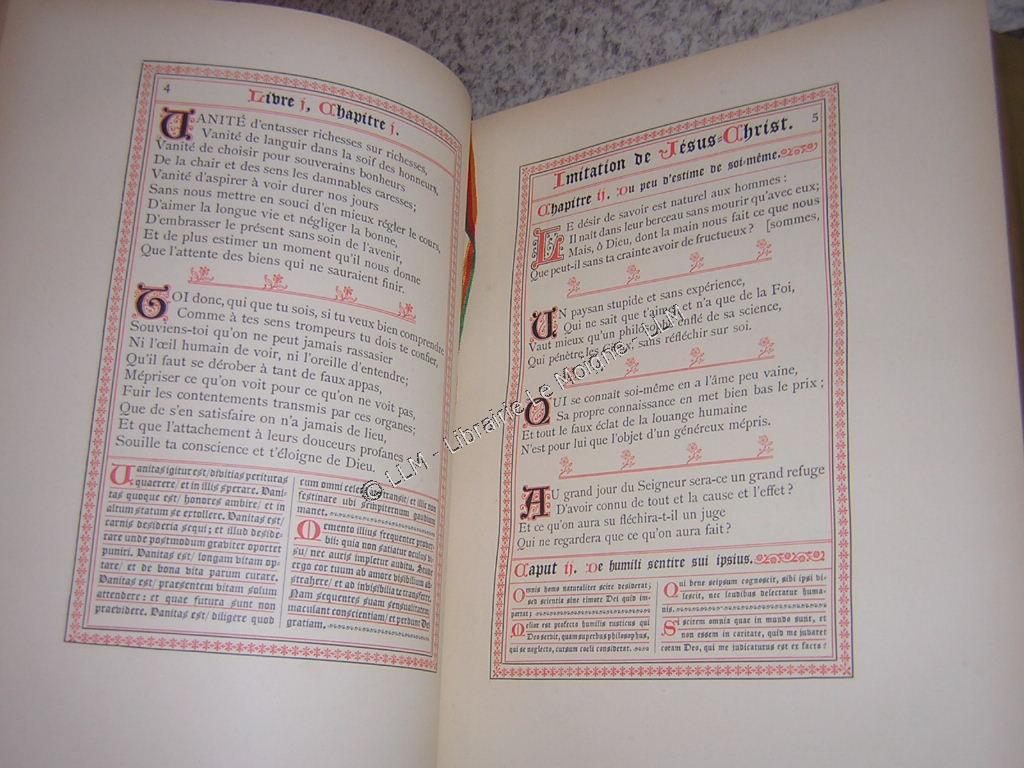 4
Livre j, Chapitre j.
VANITÉ d'entasser richesses sur richesses,
Vanité de languir dans la soif des honneurs,
Vanité de choisir pour souverains bonheurs
De la chair et des sens les damnables caresses;
Vanité d'aspirer à voir durer nos jours
Sans nous mettre en souci d'en mieux régler le cours,
D'aimer la longue vie et négliger la bonne,
D'embrasser le présent sans soin de l'avenir,
Et de plus estimer un moment qu'il nous donne
Que l'attente des biens qui ne sauraient finir.
TOI donc, qui que tu sois, si tu veux bien comprendre
Comme à tes sens trompeurs tu dois te confier,
Souviens-toi qu'on ne peut jamais rassasier
Ni l'œil humain de voir, ni l'oreille d'entendre;
Qu'il faut se dérober à tant de faux appas,
Mépriser ce qu'on voit pour ce qu'on ne voit pas,
Fuir les contentements transmis par ces organes;
Que de s'en satisfaire on n'a jamais de lieu,
Et que l'attachement à leurs douceurs profanes
Souille ta conscience et t'éloigne de Dieu.
Vanitas igitur est/ divitias perituras
quaerere/ et in illis sperare. Vani-
tas quoque est/ honores ambire/ et in
altum statum se extollere. Vanitas est/
carnis desideria sequi; et illud deside-
rare unde postmodum graviter oportet
puniri. Vanitas est/ longam vitam op-
tare/ et de bona vita parum curare.
Vanitas est/ praesentem vitam solum
attendere: et quae futura sunt non
praevidere. Vanitas est/ diligere quod
cum omni celeritate transit/ et illic non
festinare ubi sempiternum gaudium
manet.
Memento illius frequenter prover-
bii: quia non satiatur oculus vi-
su/ nec auris impletur auditu. Stude
ergo cor tuum ab amore visibilium ab-
strahere/ et ad invisibilia te transferre.
Nam sequentes suam sensualitatem
maculant conscientiam/ et perdunt Dei
gratiam.
5
Imitation de Jésus-Christ.
Chapitre ij. Du peu d'estime de soi-même.
LE désir de savoir est naturel aux hommes:
Il naît dans leur berceau sans mourir qu'avec eux;
Mais, ô Dieu, dont la main nous fait ce que nous
[sommes,
Que peut-il sans ta crainte avoir de fructueux?
UN paysan stupide et sans expérience,
Qui ne sait que t'aimer et n'a que de la Foi,
Vaut mieux qu'un philosophe enflé de sa science,
Qui pénètre les cieux, sans réfléchir sur soi.
QUI se connaît soi-même en a l'âme peu vaine,
Sa propre connaissance en met bien bas le prix;
Et tout le faux éclat de la louange humaine
N'est pour lui que l'objet d'un généreux mépris.
AU grand jour du Seigneur sera-ce un grand refuge
D'avoir connu de tout et la cause et l'effet?
Et ce qu'on aura su fléchira-t-il un juge
Qui ne regardera que ce qu'on aura fait?
Caput ij. De humili sentire sui ipsius.
Omnis homo naturaliter scire desiderat;
sed scientia sine timore Dei quid im-
portat?
Melior est profecto humilis rusticus qui
Deo servit, quam superbus philosophus,
qui se neglecto, cursum coeli considerat.
Qui bene seipsum cognoscit, sibi ipsi vi-
lescit, nec laudibus delectatur huma-
nis.
Si scirem omnia quae in mundo sunt, et
non essem in caritate, quid me juvaret
coram Deo, qui me judicaturus est ex facto?
© LLM - Librairie Le Moigne - LLM